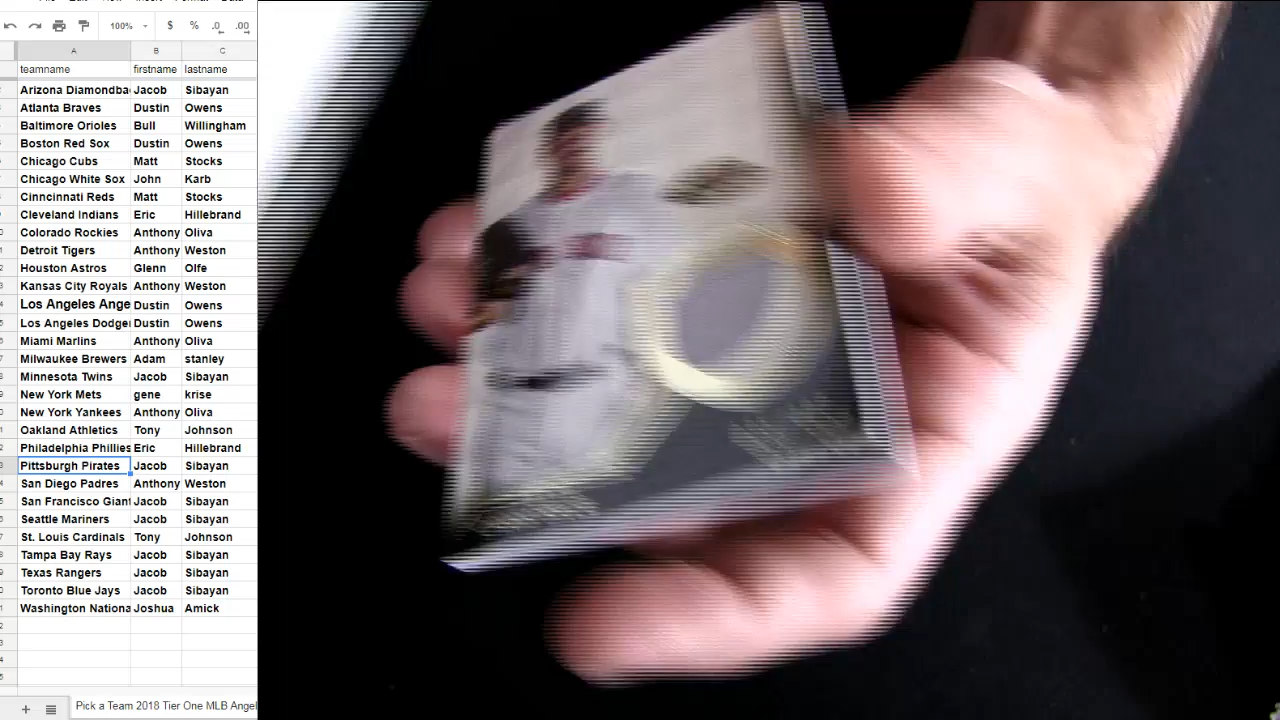 100%
$ % .0 .00
A B C
teamname firstname lastname
Arizona Diamondba Jacob Sibayan
Atlanta Braves Dustin Owens
Baltimore Orioles Bull Willingham
Boston Red Sox Dustin Owens
Chicago Cubs Matt Stocks
Chicago White Sox John Karb
Cinncinnati Reds Matt Stocks
Cleveland Indians Eric Hillebrand
Colorado Rockies Anthony Oliva
Detroit Tigers Anthony Weston
Houston Astros Glenn Olfe
Kansas City Royals Anthony Weston
Los Angeles Ange Dustin Owens
Los Angeles Dodge Dustin Owens
Miami Marlins Anthony Oliva
Milwaukee Brewers Adam stanley
Minnesota Twins Jacob Sibayan
New York Mets gene krise
New York Yankees Anthony Oliva
Oakland Athletics Tony Johnson
Philadelphia Phillies Eric Hillebrand
Pittsburgh Pirates Jacob Sibayan
San Diego Padres Anthony Weston
San Francisco Giant Jacob Sibayan
Seattle Mariners Jacob Sibayan
St. Louis Cardinals Tony Johnson
Tampa Bay Rays Jacob Sibayan
Texas Rangers Jacob Sibayan
Toronto Blue Jays Jacob Sibayan
Washington Nationa Joshua Amick
Pick a Team 2018 Tier One MLB Angel